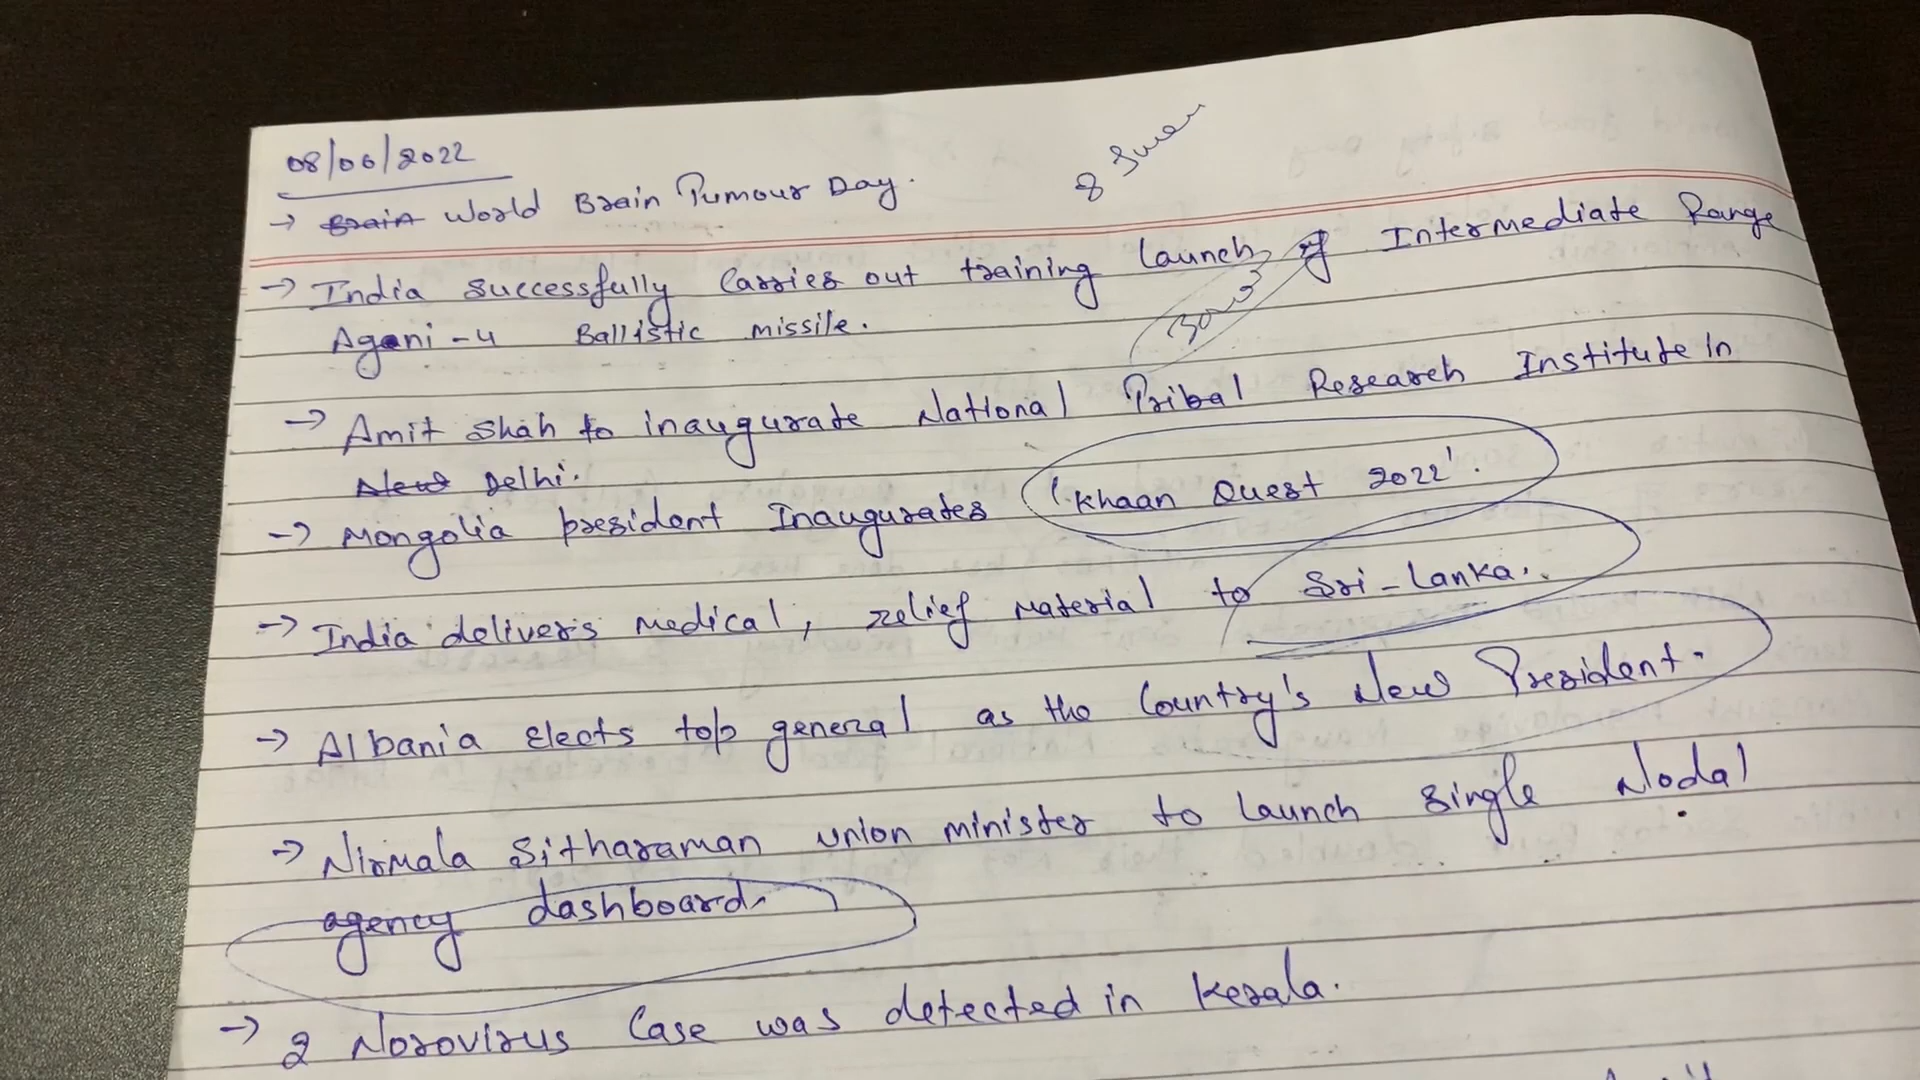 08/06/2022
8 June
→ Brain World Brain Tumour Day.
→ India successfully Carries out training Launch of Intermediate Range
Agni-4 Ballistic missile.
→ Amit Shah to inaugurate National Tribal Research Institute in
New Delhi.
→ Mongolia president Inaugurates 'Khaan Quest 2022'.
→ India delivers medical, relief material to Sri-Lanka.
→ Albania elects top general as the Country's New President.
→ Nirmala Sitharaman union minister to Launch Single Nodal
agency dashboard.
→ 2 Norovirus Case was detected in Kerala.